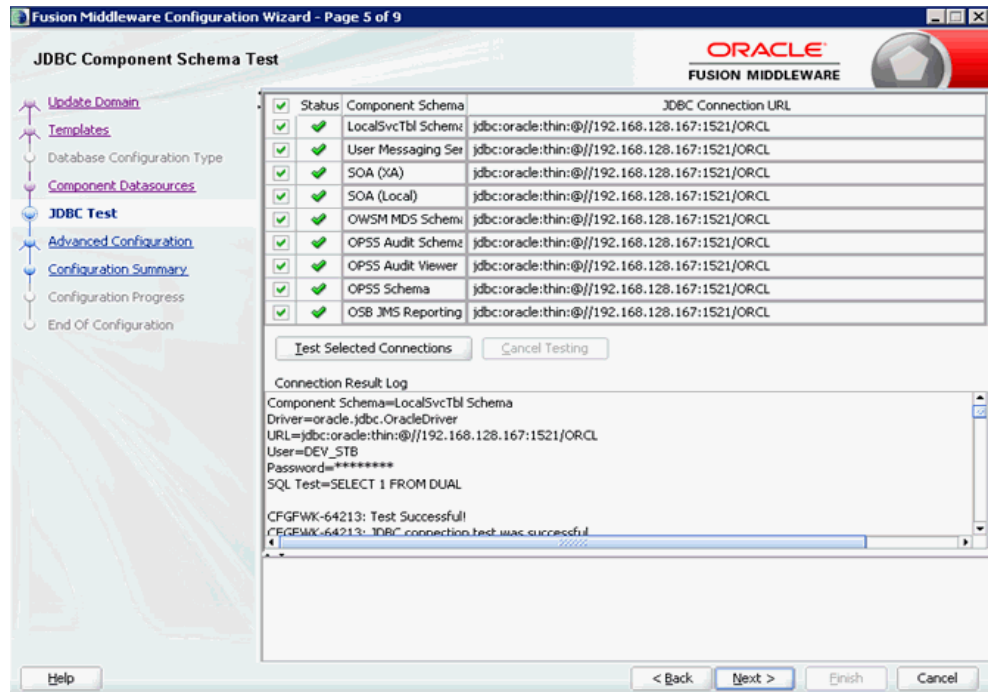 Fusion Middleware Configuration Wizard - Page 5 of 9
JDBC Component Schema Test
ORACLE
FUSION MIDDLEWARE
Update Domain
Templates
Database Configuration Type
Component Datasources
JDBC Test
Advanced Configuration
Configuration Summary
Configuration Progress
End Of Configuration
Status Component Schema JDBC Connection URL
LocalSvcTbl Schema jdbc:oracle:thin:@//192.168.128.167:1521/ORCL
User Messaging Ser jdbc:oracle:thin:@//192.168.128.167:1521/ORCL
SOA (XA) jdbc:oracle:thin:@//192.168.128.167:1521/ORCL
SOA (Local) jdbc:oracle:thin:@//192.168.128.167:1521/ORCL
OWSM MDS Schema jdbc:oracle:thin:@//192.168.128.167:1521/ORCL
OPSS Audit Schema jdbc:oracle:thin:@//192.168.128.167:1521/ORCL
OPSS Audit Viewer jdbc:oracle:thin:@//192.168.128.167:1521/ORCL
OPSS Schema jdbc:oracle:thin:@//192.168.128.167:1521/ORCL
OSB JMS Reporting jdbc:oracle:thin:@//192.168.128.167:1521/ORCL
Test Selected Connections Cancel Testing
Connection Result Log
Component Schema=LocalSvcTbl Schema
Driver=oracle.jdbc.OracleDriver
URL=jdbc:oracle:thin:@//192.168.128.167:1521/ORCL
User=DEV_STB
Password=********
SQL Test=SELECT 1 FROM DUAL
CFGFWK-64213: Test Successful!
CFGFWK-64213: JDBC connection test was successful
Help < Back Next > Finish Cancel